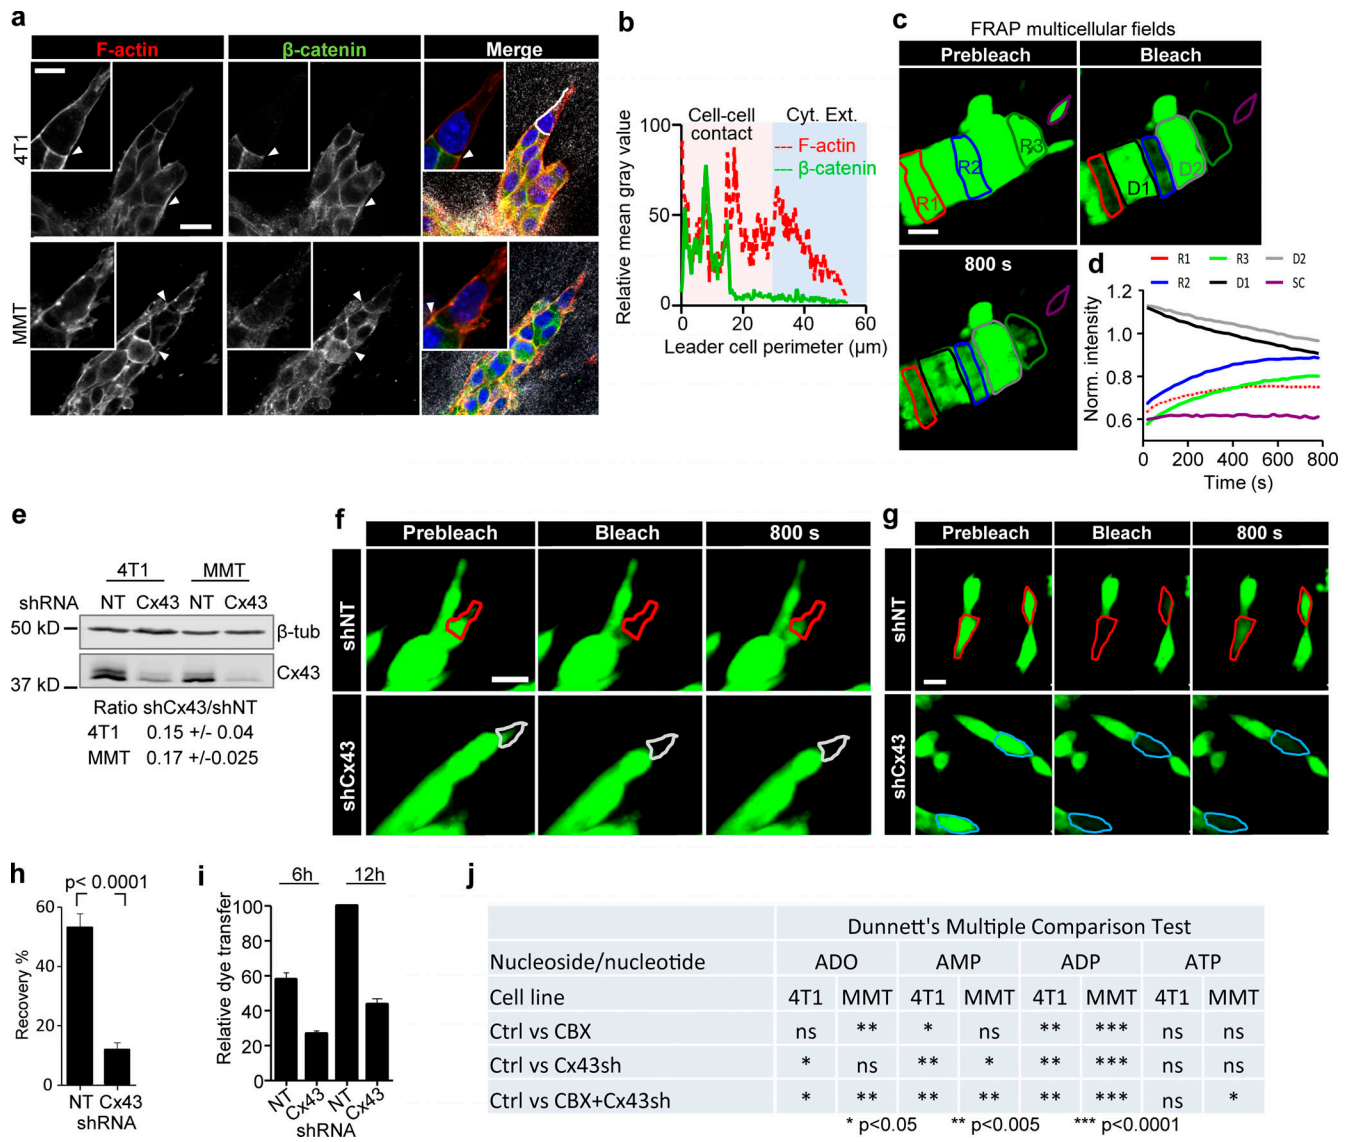 a
F-actin β-catenin Merge
4T1
MMT
b
Cell-cell contact
Cyt. Ext.
F-actin
β-catenin
Relative mean gray value
100
50
0
0 20 40 60
Leader cell perimeter (µm)
c
FRAP multicellular fields
Prebleach Bleach
R1 R2 R3
D1 D2
800 s
d
R1 R3 D2
R2 D1 SC
Norm. intensity
1.2
1.0
0.8
0.6
0 200 400 600 800
Time (s)
e
4T1 MMT
shRNA NT Cx43 NT Cx43
50 kD β-tub
37 kD Cx43
Ratio shCx43/shNT
4T1 0.15 +/- 0.04
MMT 0.17 +/-0.025
f
Prebleach Bleach 800 s
shNT
shCx43
g
Prebleach Bleach 800 s
shNT
shCx43
h
p< 0.0001
Recovery %
60
40
20
0
NT Cx43
shRNA
i
6h 12h
Relative dye transfer
100
80
60
40
20
0
NT Cx43 NT Cx43
shRNA
j
Dunnett's Multiple Comparison Test
Nucleoside/nucleotide ADO AMP ADP ATP
Cell line 4T1 MMT 4T1 MMT 4T1 MMT 4T1 MMT
Ctrl vs CBX ns ** * ns ** *** ns ns
Ctrl vs Cx43sh * ns ** * ** *** ns ns
Ctrl vs CBX+Cx43sh * ** ** ** ** *** ns *
* p<0.05 ** p<0.005 *** p<0.0001